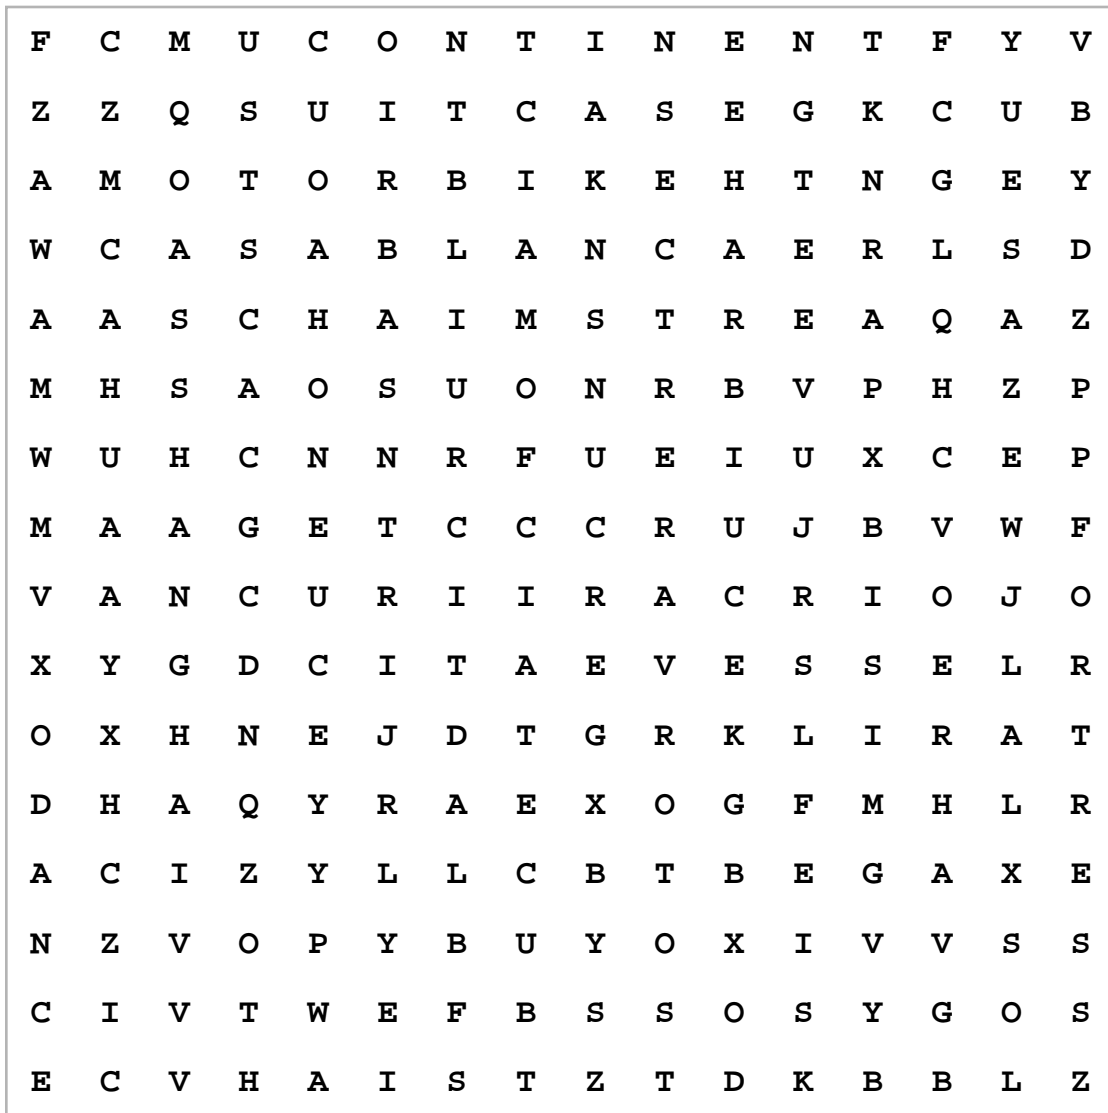 F C M U C O N T I N E N T F Y V
Z Z Q S U I T C A S E G K C U B
A M O T O R B I K E H T N G E Y
W C A S A B L A N C A E R L S D
A A S C H A I M S T R E A Q A Z
M H S A O S U O N R B V P H Z P
W U H C N N R F U E I U X C E P
M A A G E T C C C R U J B V W F
V A N C U R I I R A C R I O J O
X Y G D C I T A E V E S S E L R
O X H N E J D T G R K L I R A T
D H A Q Y R A E X O G F M H L R
A C I Z Y L L C B T B E G A X E
N Z V O P Y B U Y O X I V V S S
C I V T W E F B S S O S Y G O S
E C V H A I S T Z T D K B B L Z